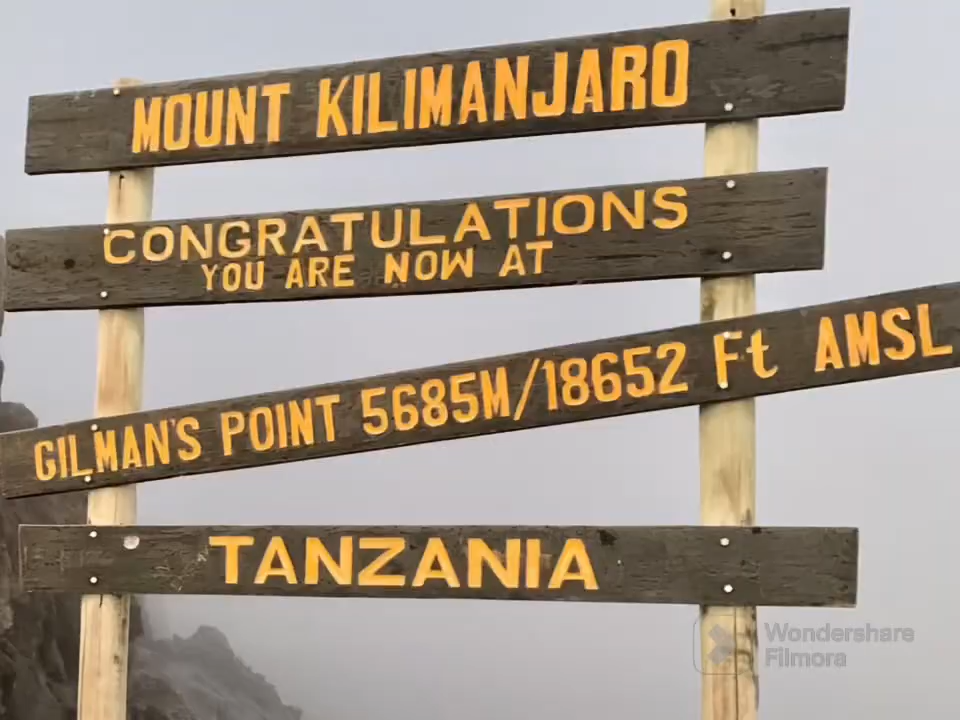 MOUNT KILIMANJARO
CONGRATULATIONS
YOU ARE NOW AT
GILMAN'S POINT 5685M/18652 Ft AMSL
TANZANIA
Wondershare
Filmora